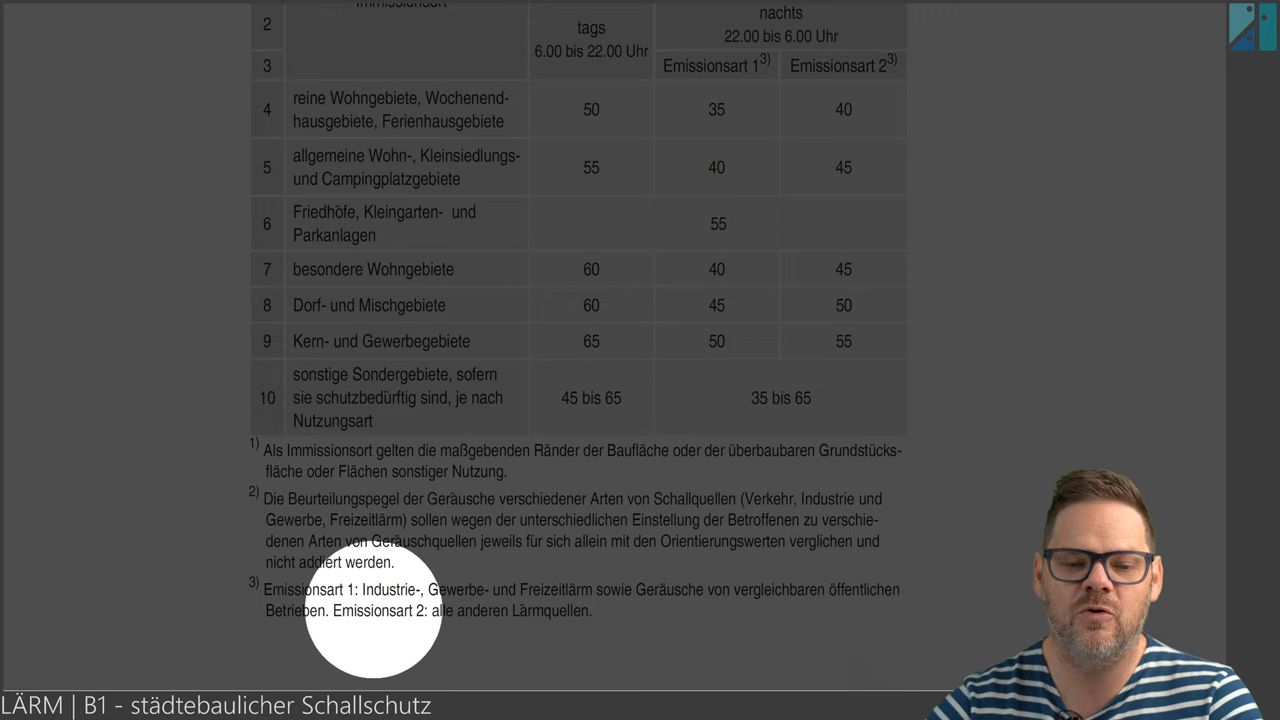 Immissionsort
2
tags
6.00 bis 22.00 Uhr
nachts
22.00 bis 6.00 Uhr
3
Emissionsart 1³⁾
Emissionsart 2³⁾
4
reine Wohngebiete, Wochenend-
hausgebiete, Ferienhausgebiete
50
35
40
5
allgemeine Wohn-, Kleinsiedlungs-
und Campingplatzgebiete
55
40
45
6
Friedhöfe, Kleingarten- und
Parkanlagen
55
7
besondere Wohngebiete
60
40
45
8
Dorf- und Mischgebiete
60
45
50
9
Kern- und Gewerbegebiete
65
50
55
10
sonstige Sondergebiete, sofern
sie schutzbedürftig sind, je nach
Nutzungsart
45 bis 65
35 bis 65
1) Als Immissionsort gelten die maßgebenden Ränder der Baufläche oder der überbaubaren Grundstücks-
fläche oder Flächen sonstiger Nutzung.
2) Die Beurteilungspegel der Geräusche verschiedener Arten von Schallquellen (Verkehr, Industrie und
Gewerbe, Freizeitlärm) sollen wegen der unterschiedlichen Einstellung der Betroffenen zu verschie-
denen Arten von Geräuschquellen jeweils für sich allein mit den Orientierungswerten verglichen und
nicht addiert werden.
3) Emissionsart 1: Industrie-, Gewerbe- und Freizeitlärm sowie Geräusche von vergleichbaren öffentlichen
Betrieben. Emissionsart 2: alle anderen Lärmquellen.
LÄRM | B1 - städtebaulicher Schallschutz